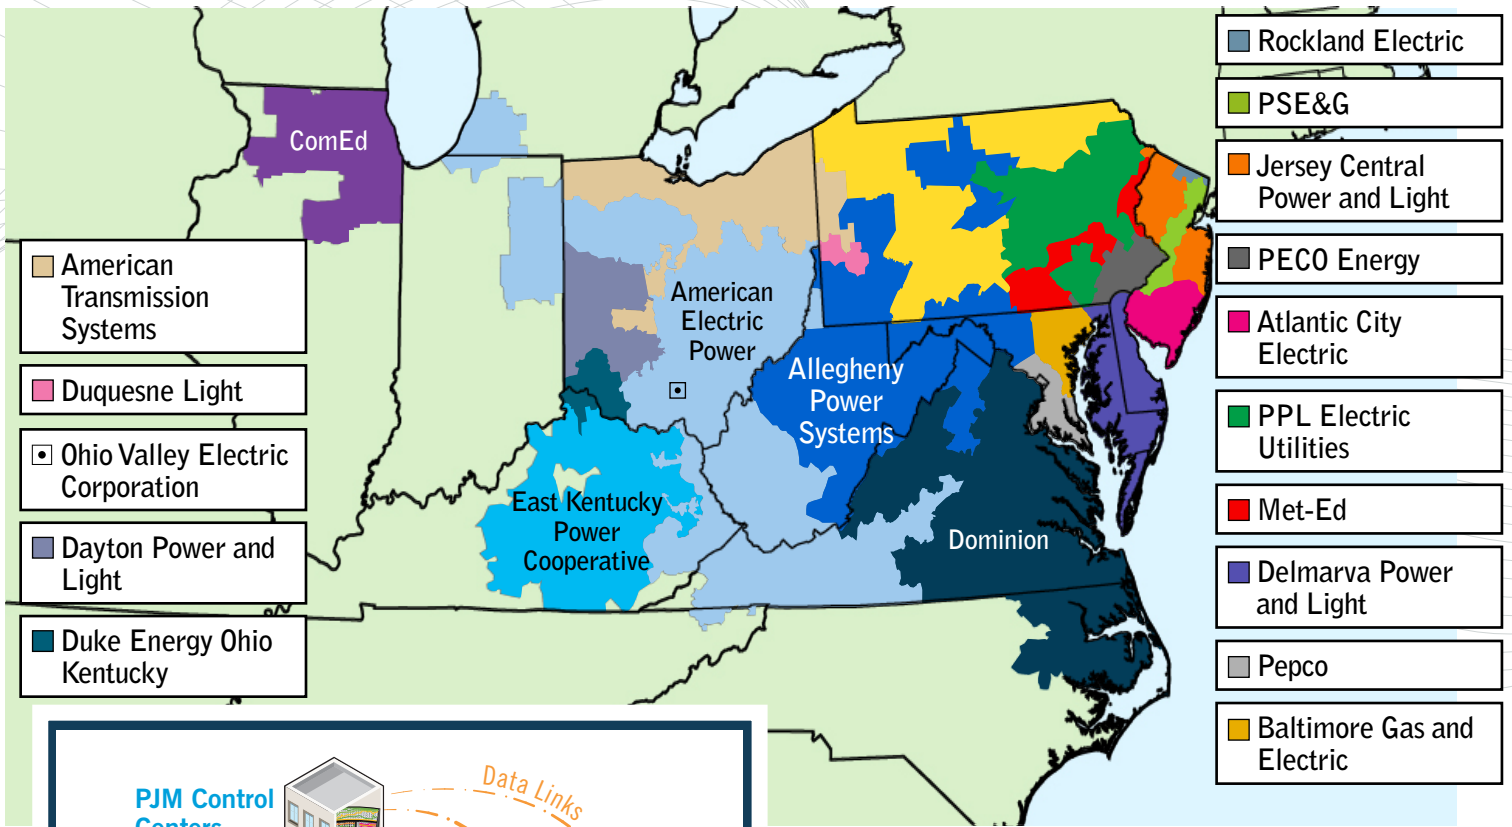 ComEd
American
Transmission
Systems
Duquesne Light
Ohio Valley Electric
Corporation
Dayton Power and
Light
Duke Energy Ohio
Kentucky
American
Electric
Power
Allegheny
Power
Systems
East Kentucky
Power
Cooperative
Dominion
Rockland Electric
PSE&G
Jersey Central
Power and Light
PECO Energy
Atlantic City
Electric
PPL Electric
Utilities
Met-Ed
Delmarva Power
and Light
Pepco
Baltimore Gas and
Electric
PJM Control
Centers
Data Links